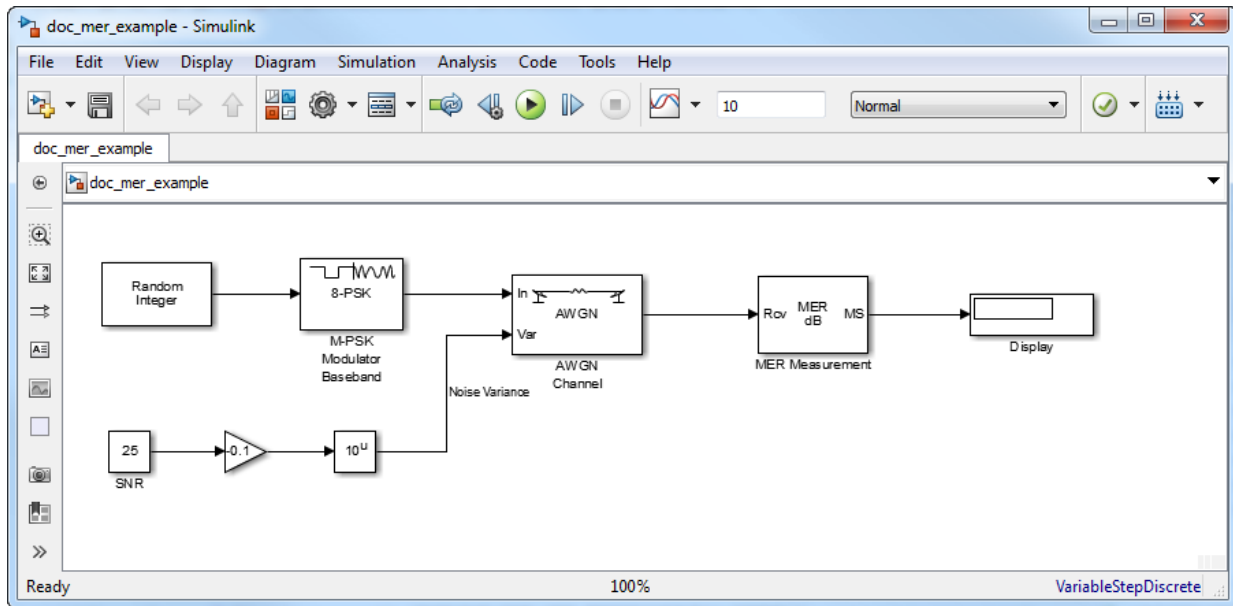 doc_mer_example - Simulink
File Edit View Display Diagram Simulation Analysis Code Tools Help
10 Normal
doc_mer_example
doc_mer_example
Random
Integer
8-PSK
M-PSK
Modulator
Baseband
In
AWGN
Var
AWGN
Channel
Rcv MER MS
dB
MER Measurement
Display
Noise Variance
25
SNR
-0.1
10^u
Ready 100% VariableStepDiscrete